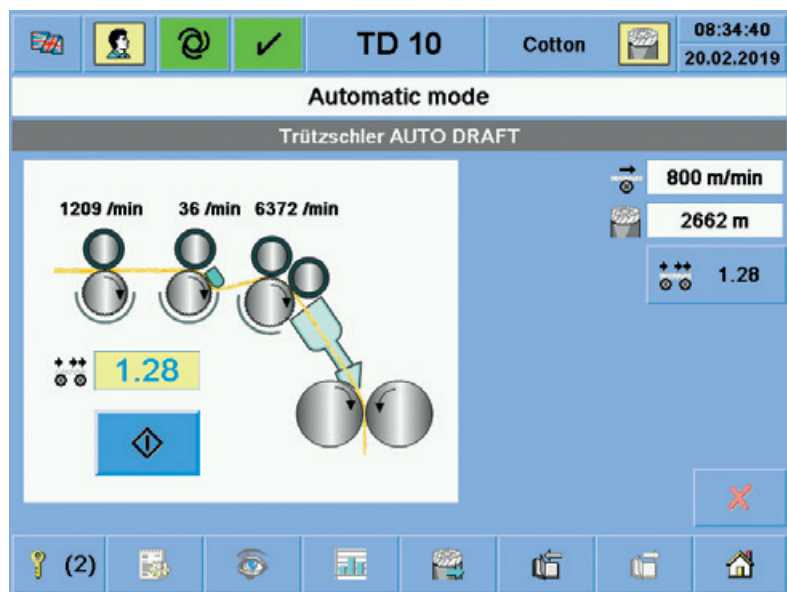 TD 10
Cotton
08:34:40
20.02.2019
Automatic mode
Trützschler AUTO DRAFT
1209 /min 36 /min 6372 /min
800 m/min
2662 m
1.28
1.28
(2)